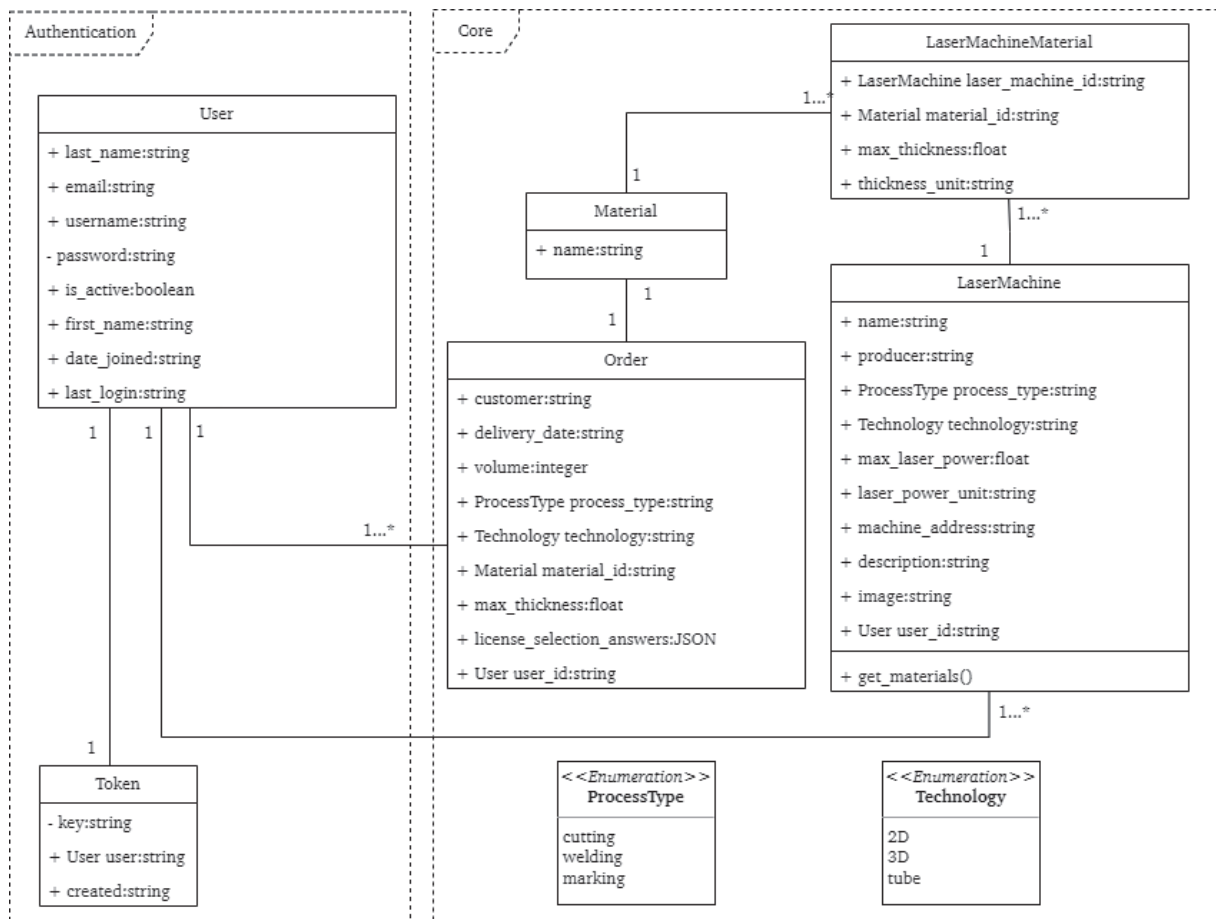 Authentication
User
+ last_name:string
+ email:string
+ username:string
- password:string
+ is_active:boolean
+ first_name:string
+ date_joined:string
+ last_login:string
1
1
1
1...*
1
Token
- key:string
+ User user:string
+ created:string
Core
LaserMachineMaterial
+ LaserMachine laser_machine_id:string
+ Material material_id:string
+ max_thickness:float
+ thickness_unit:string
1...*
1
Material
+ name:string
1
1
1...*
1
Order
+ customer:string
+ delivery_date:string
+ volume:integer
+ ProcessType process_type:string
+ Technology technology:string
+ Material material_id:string
+ max_thickness:float
+ license_selection_answers:JSON
+ User user_id:string
LaserMachine
+ name:string
+ producer:string
+ ProcessType process_type:string
+ Technology technology:string
+ max_laser_power:float
+ laser_power_unit:string
+ machine_address:string
+ description:string
+ image:string
+ User user_id:string
+ get_materials()
1...*
<<Enumeration>>
ProcessType
cutting
welding
marking
<<Enumeration>>
Technology
2D
3D
tube